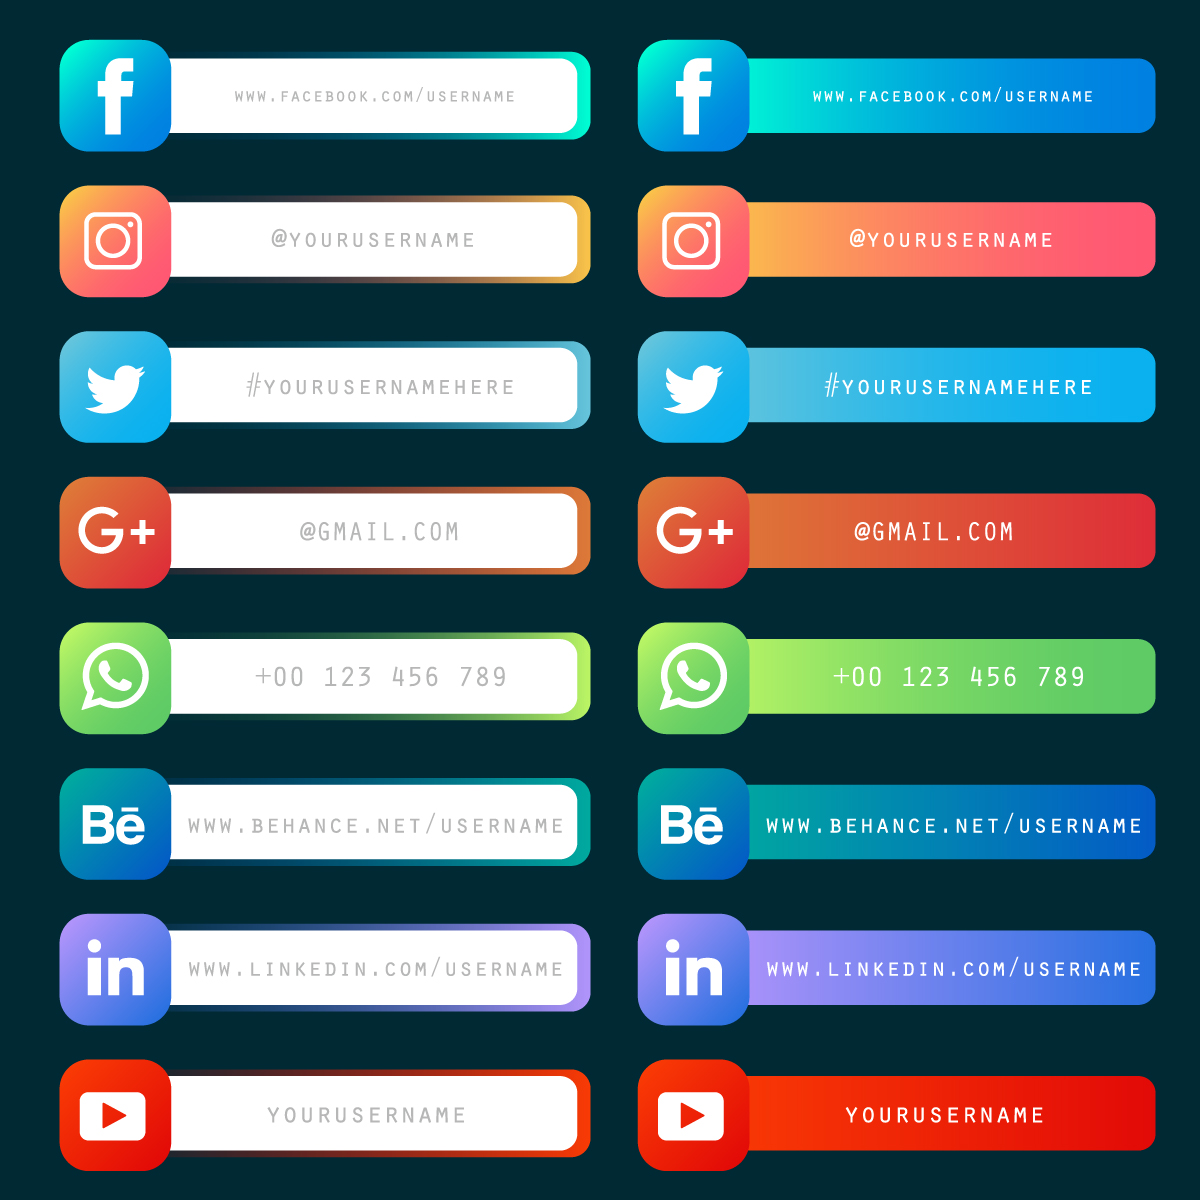 f WWW.FACEBOOK.COM/USERNAME
f WWW.FACEBOOK.COM/USERNAME
@YOURUSERNAME
@YOURUSERNAME
#YOURUSERNAMEHERE
#YOURUSERNAMEHERE
G+ @GMAIL.COM
G+ @GMAIL.COM
+00 123 456 789
+00 123 456 789
Bē WWW.BEHANCE.NET/USERNAME
Bē WWW.BEHANCE.NET/USERNAME
in WWW.LINKEDIN.COM/USERNAME
in WWW.LINKEDIN.COM/USERNAME
YOURUSERNAME
YOURUSERNAME